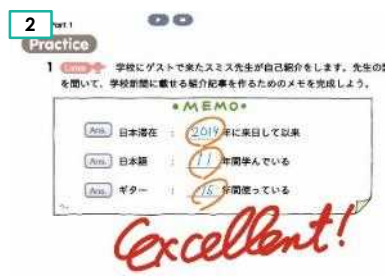 2
Part.1
Practice
1 Listen 学校にゲストで来たスミス先生が自己紹介をします。先生の
を聞いて、学校新聞に載せる紹介記事を作るためのメモを完成しよう。
•MEMO•
Ans. 日本滞在 : 2014 年に来日して以来
Ans. 日本語 : 11 年間学んでいる
Ans. ギター : 15 年間使っている
Excellent!